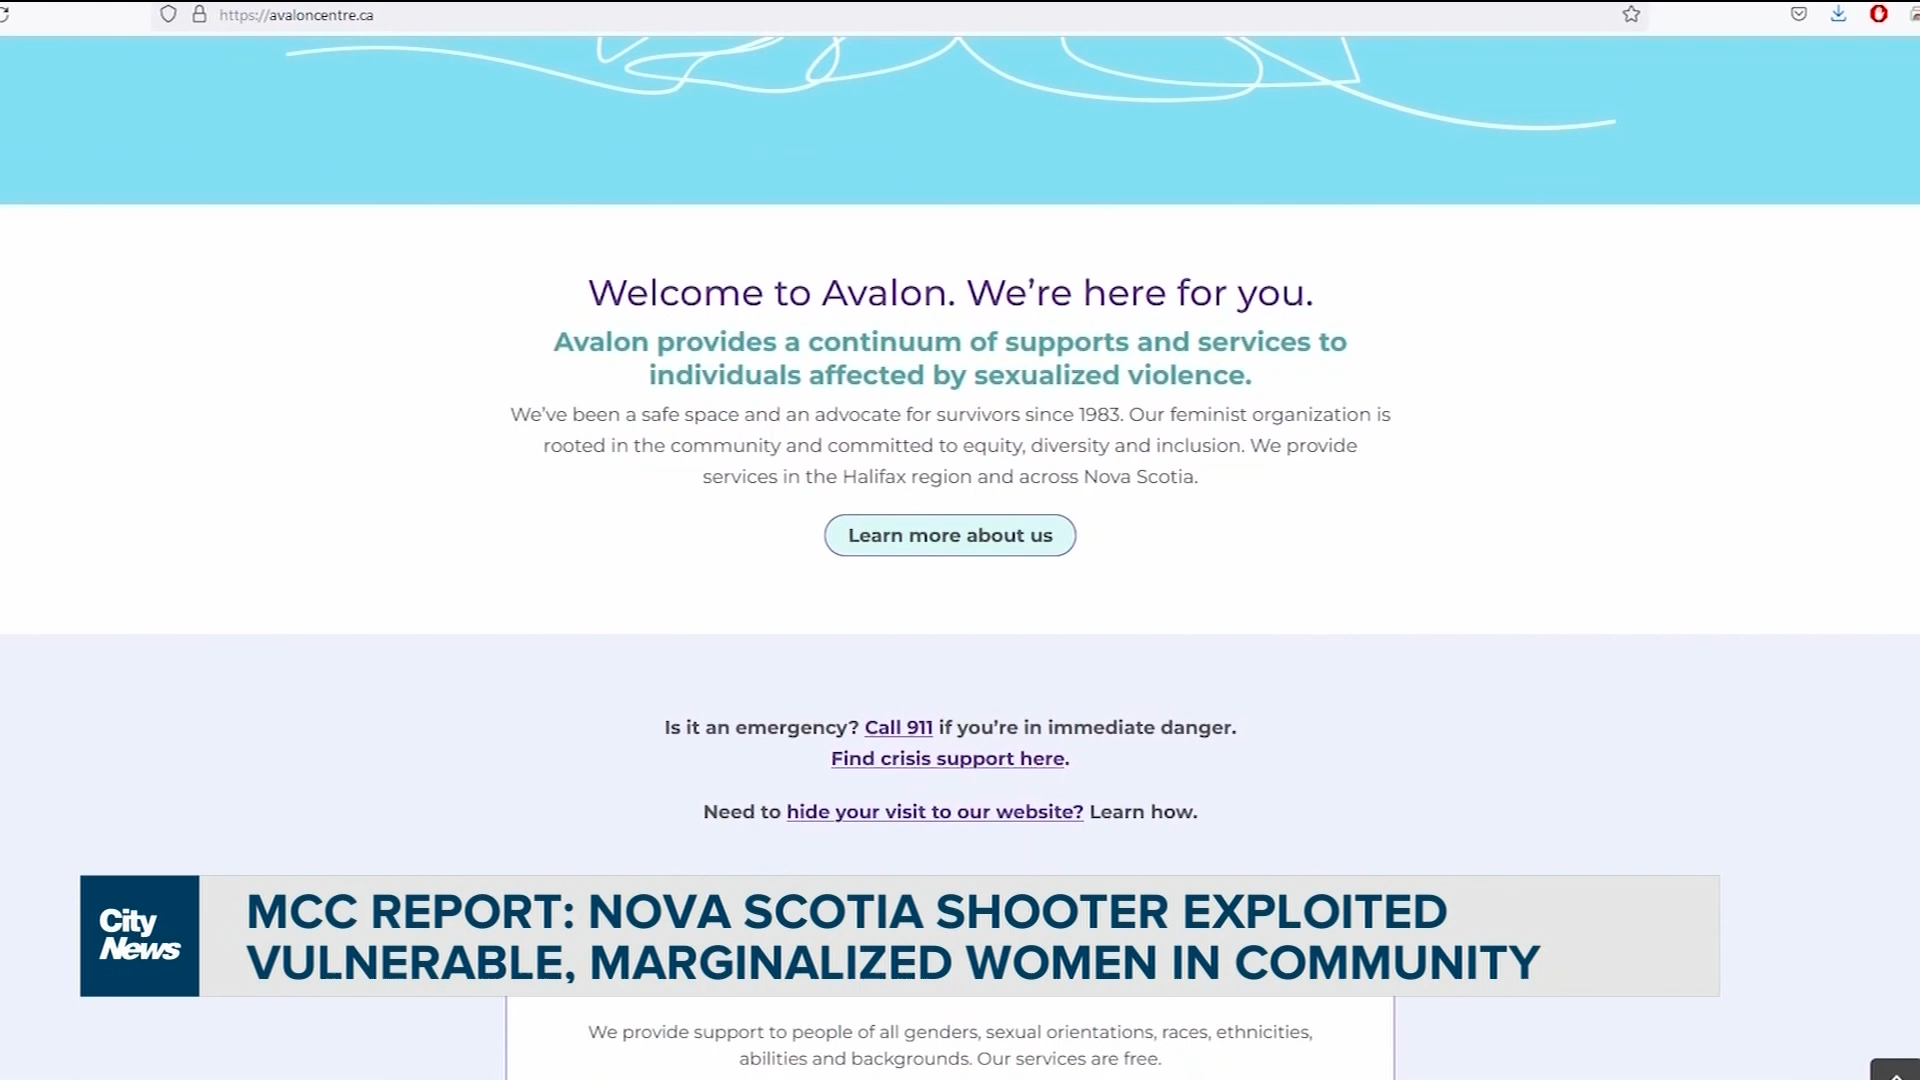 https://avaloncentre.ca
Welcome to Avalon. We're here for you.
Avalon provides a continuum of supports and services to
individuals affected by sexualized violence.
We've been a safe space and an advocate for survivors since 1983. Our feminist organization is
rooted in the community and committed to equity, diversity and inclusion. We provide
services in the Halifax region and across Nova Scotia.
Learn more about us
Is it an emergency? Call 911 if you're in immediate danger.
Find crisis support here.
Need to hide your visit to our website? Learn how.
City
News
MCC REPORT: NOVA SCOTIA SHOOTER EXPLOITED
VULNERABLE, MARGINALIZED WOMEN IN COMMUNITY
We provide support to people of all genders, sexual orientations, races, ethnicities,
abilities and backgrounds. Our services are free.